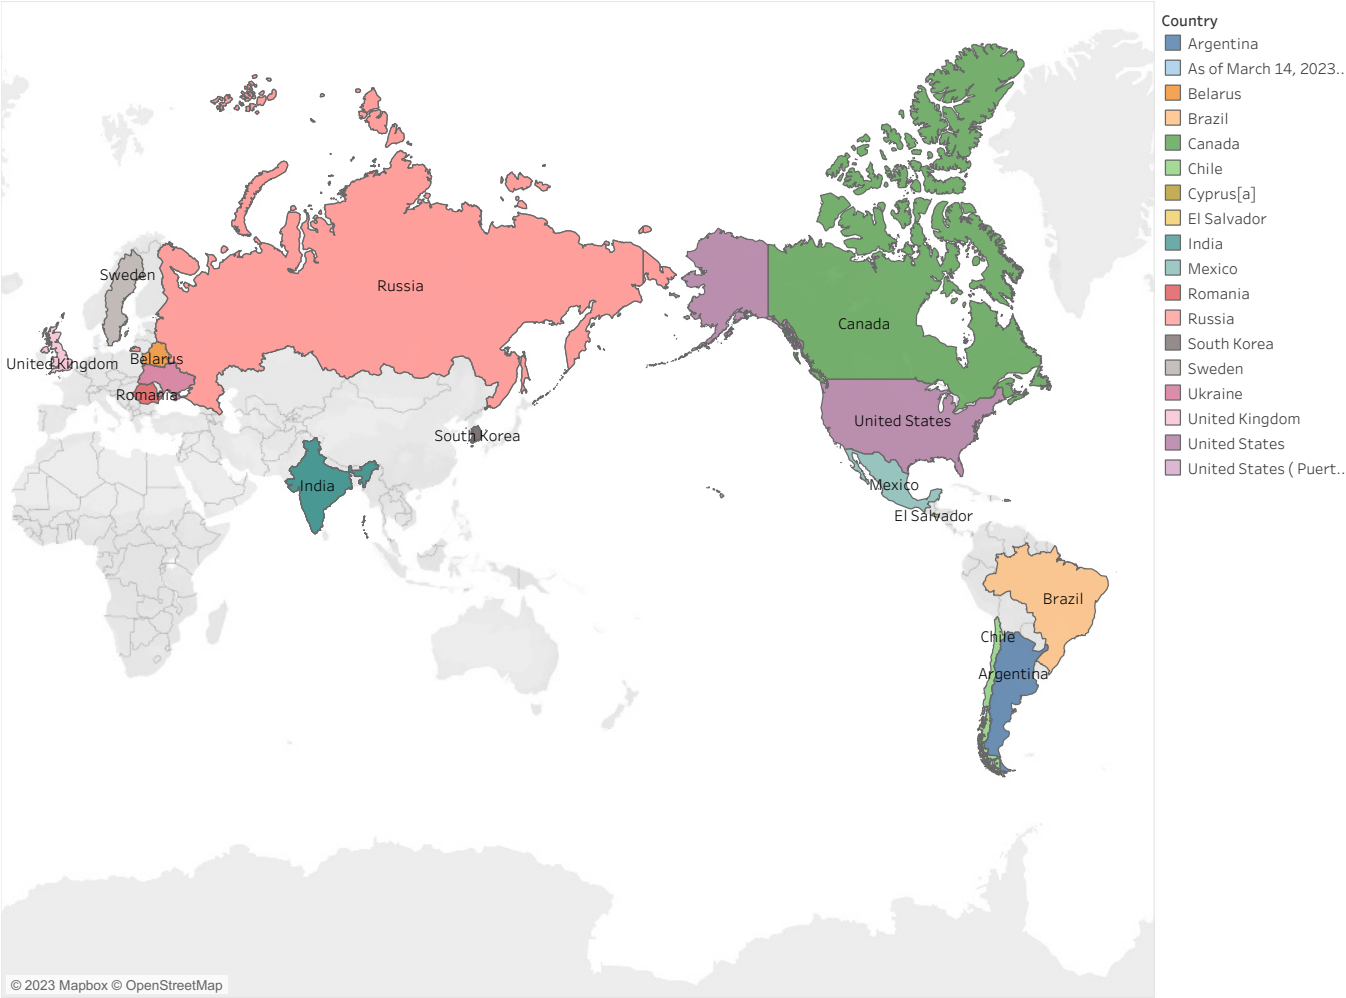 Country
Argentina
As of March 14, 2023..
Belarus
Brazil
Canada
Chile
Cyprus[a]
El Salvador
India
Mexico
Romania
Russia
South Korea
Sweden
Ukraine
United Kingdom
United States
United States ( Puert..
Sweden
Russia
Canada
United Kingdom
Belarus
Romania
United States
South Korea
India
Mexico
El Salvador
Brazil
Chile
Argentina
© 2023 Mapbox © OpenStreetMap